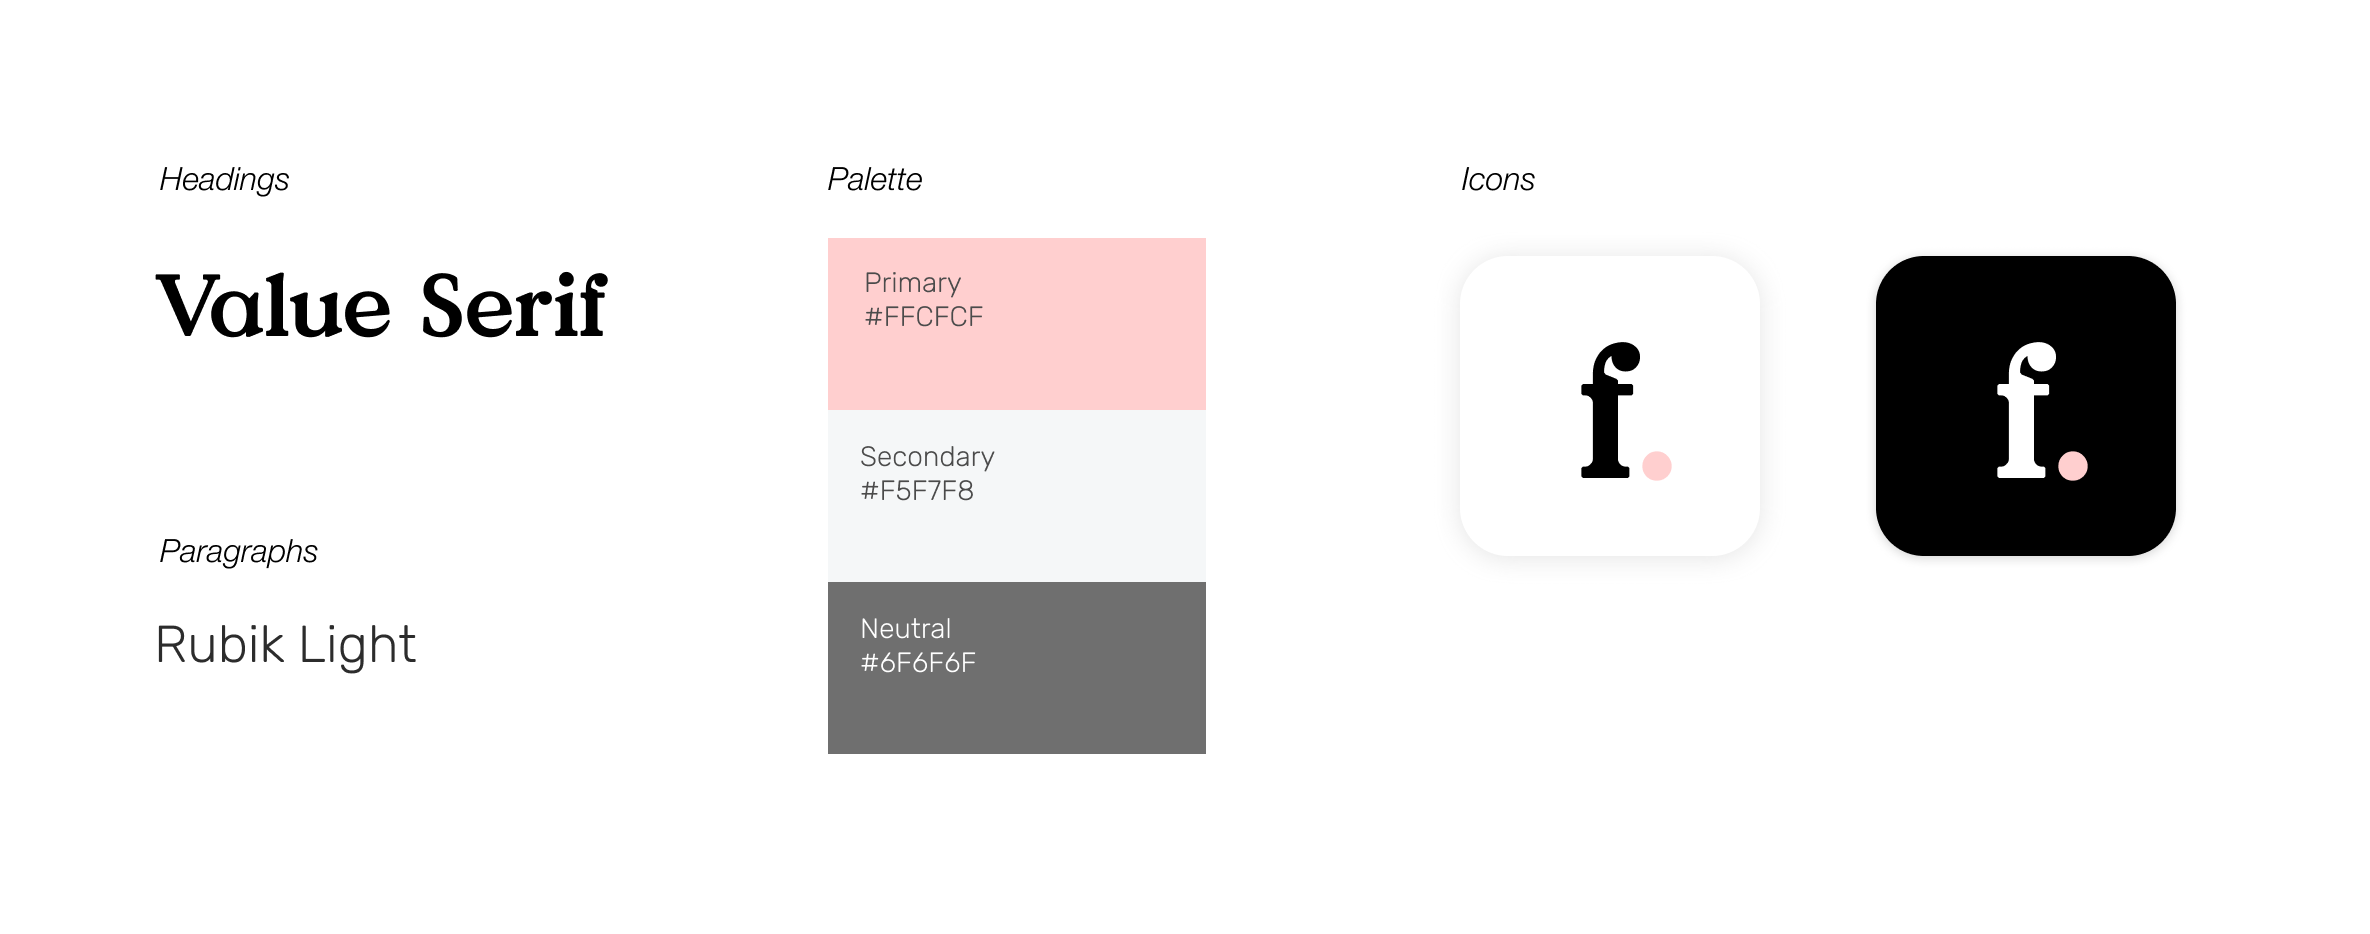 Headings
Value Serif
Paragraphs
Rubik Light
Palette
Primary
#FFCFCF
Secondary
#F5F7F8
Neutral
#6F6F6F
Icons
f.
f.